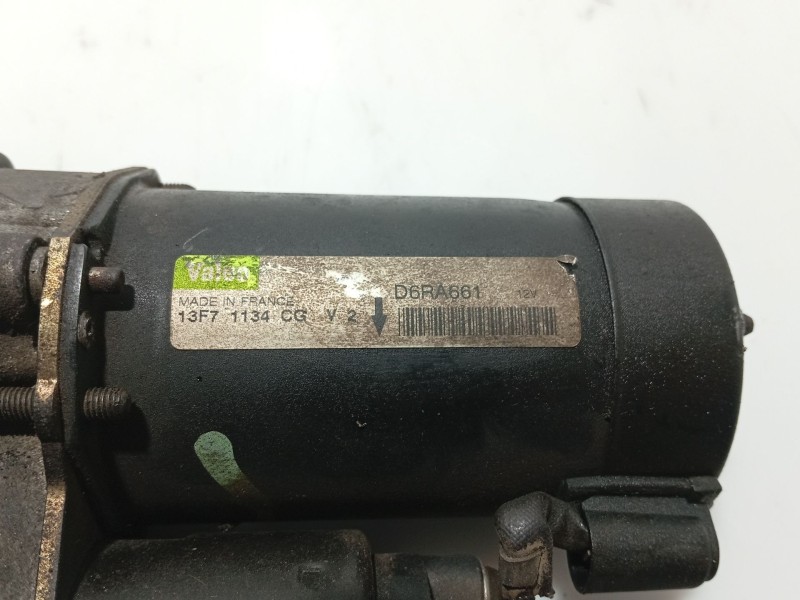 Valeo
D6RA661 12V
MADE IN FRANCE
13F7 1134 CG V 2